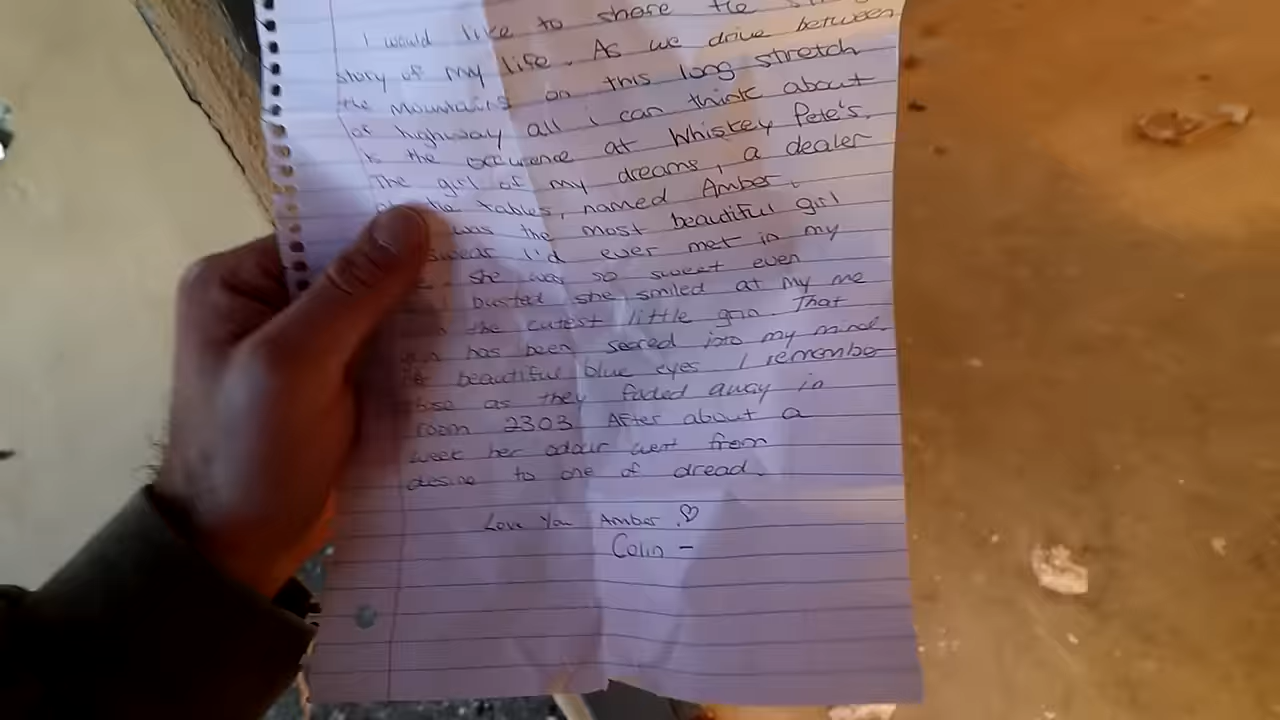 I would like to share the
story of my life. As we drive between
the mountains on this long stretch
of highway all i can think about
is the occurence at Whiskey Pete's.
The girl of my dreams, a dealer
the tables, named Amber.
was the most beautiful girl
swear I'd ever met in my
she was so sweet even
busted she smiled at my me
the cutest little grin. That
has been seared into my mind.
beautiful blue eyes I remember
as they faded away in
room 2303 After about a
week her odour went from
desire to one of dread.
Love You Amber ♡
Colin -